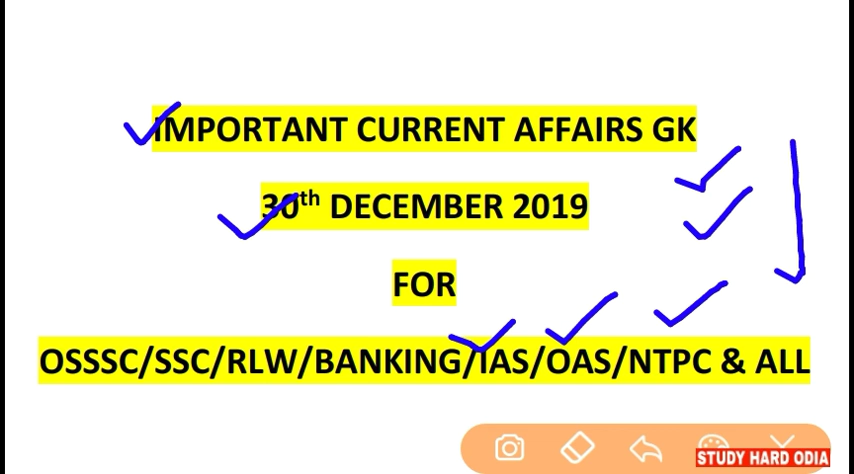 IMPORTANT CURRENT AFFAIRS GK
30th DECEMBER 2019
FOR
OSSSC/SSC/RLW/BANKING/IAS/OAS/NTPC & ALL
STUDY HARD ODIA